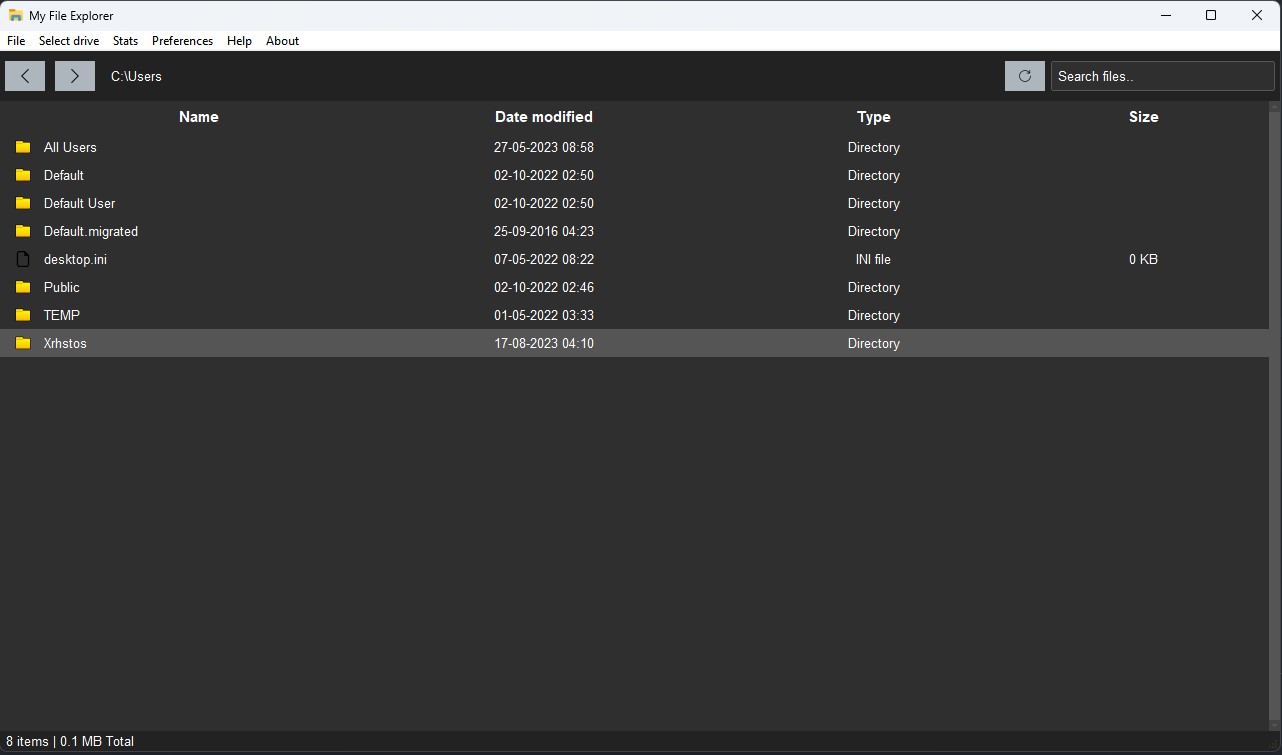 My File Explorer
File Select drive Stats Preferences Help About
C:\Users Search files..
Name Date modified Type Size
All Users 27-05-2023 08:58 Directory
Default 02-10-2022 02:50 Directory
Default User 02-10-2022 02:50 Directory
Default.migrated 25-09-2016 04:23 Directory
desktop.ini 07-05-2022 08:22 INI file 0 KB
Public 02-10-2022 02:46 Directory
TEMP 01-05-2022 03:33 Directory
Xrhstos 17-08-2023 04:10 Directory
8 items | 0.1 MB Total